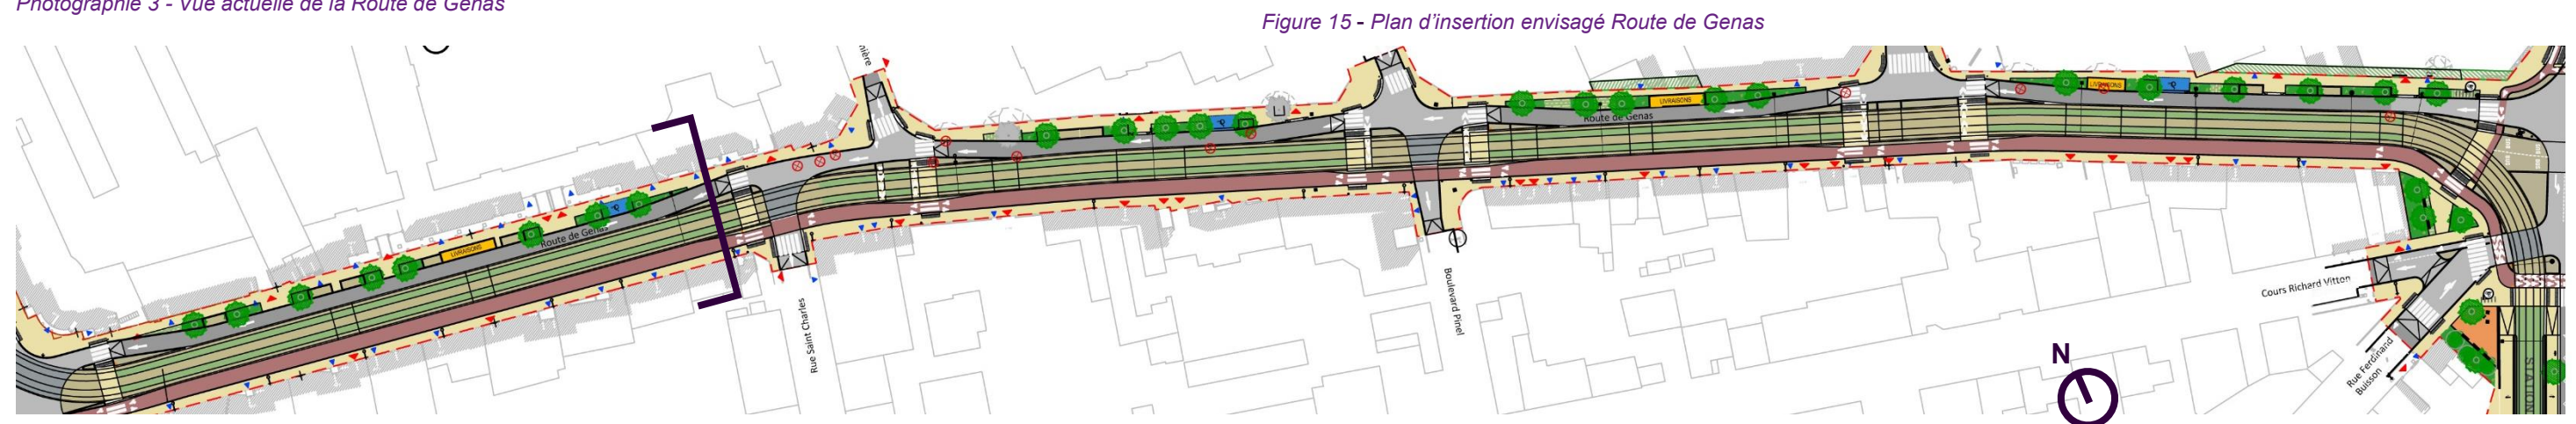 Photographie 3 - Vue actuelle de la Route de Genas
Figure 15 - Plan d'insertion envisagé Route de Genas
LIVRAISONS
P
Route de Genas
Rue Saint Charles
P
Boulevard Pinel
LIVRAISONS
Route de Genas
LIVRAISONS
P
Cours Richard Vitton
Rue Ferdinand
Buisson
STATION
N